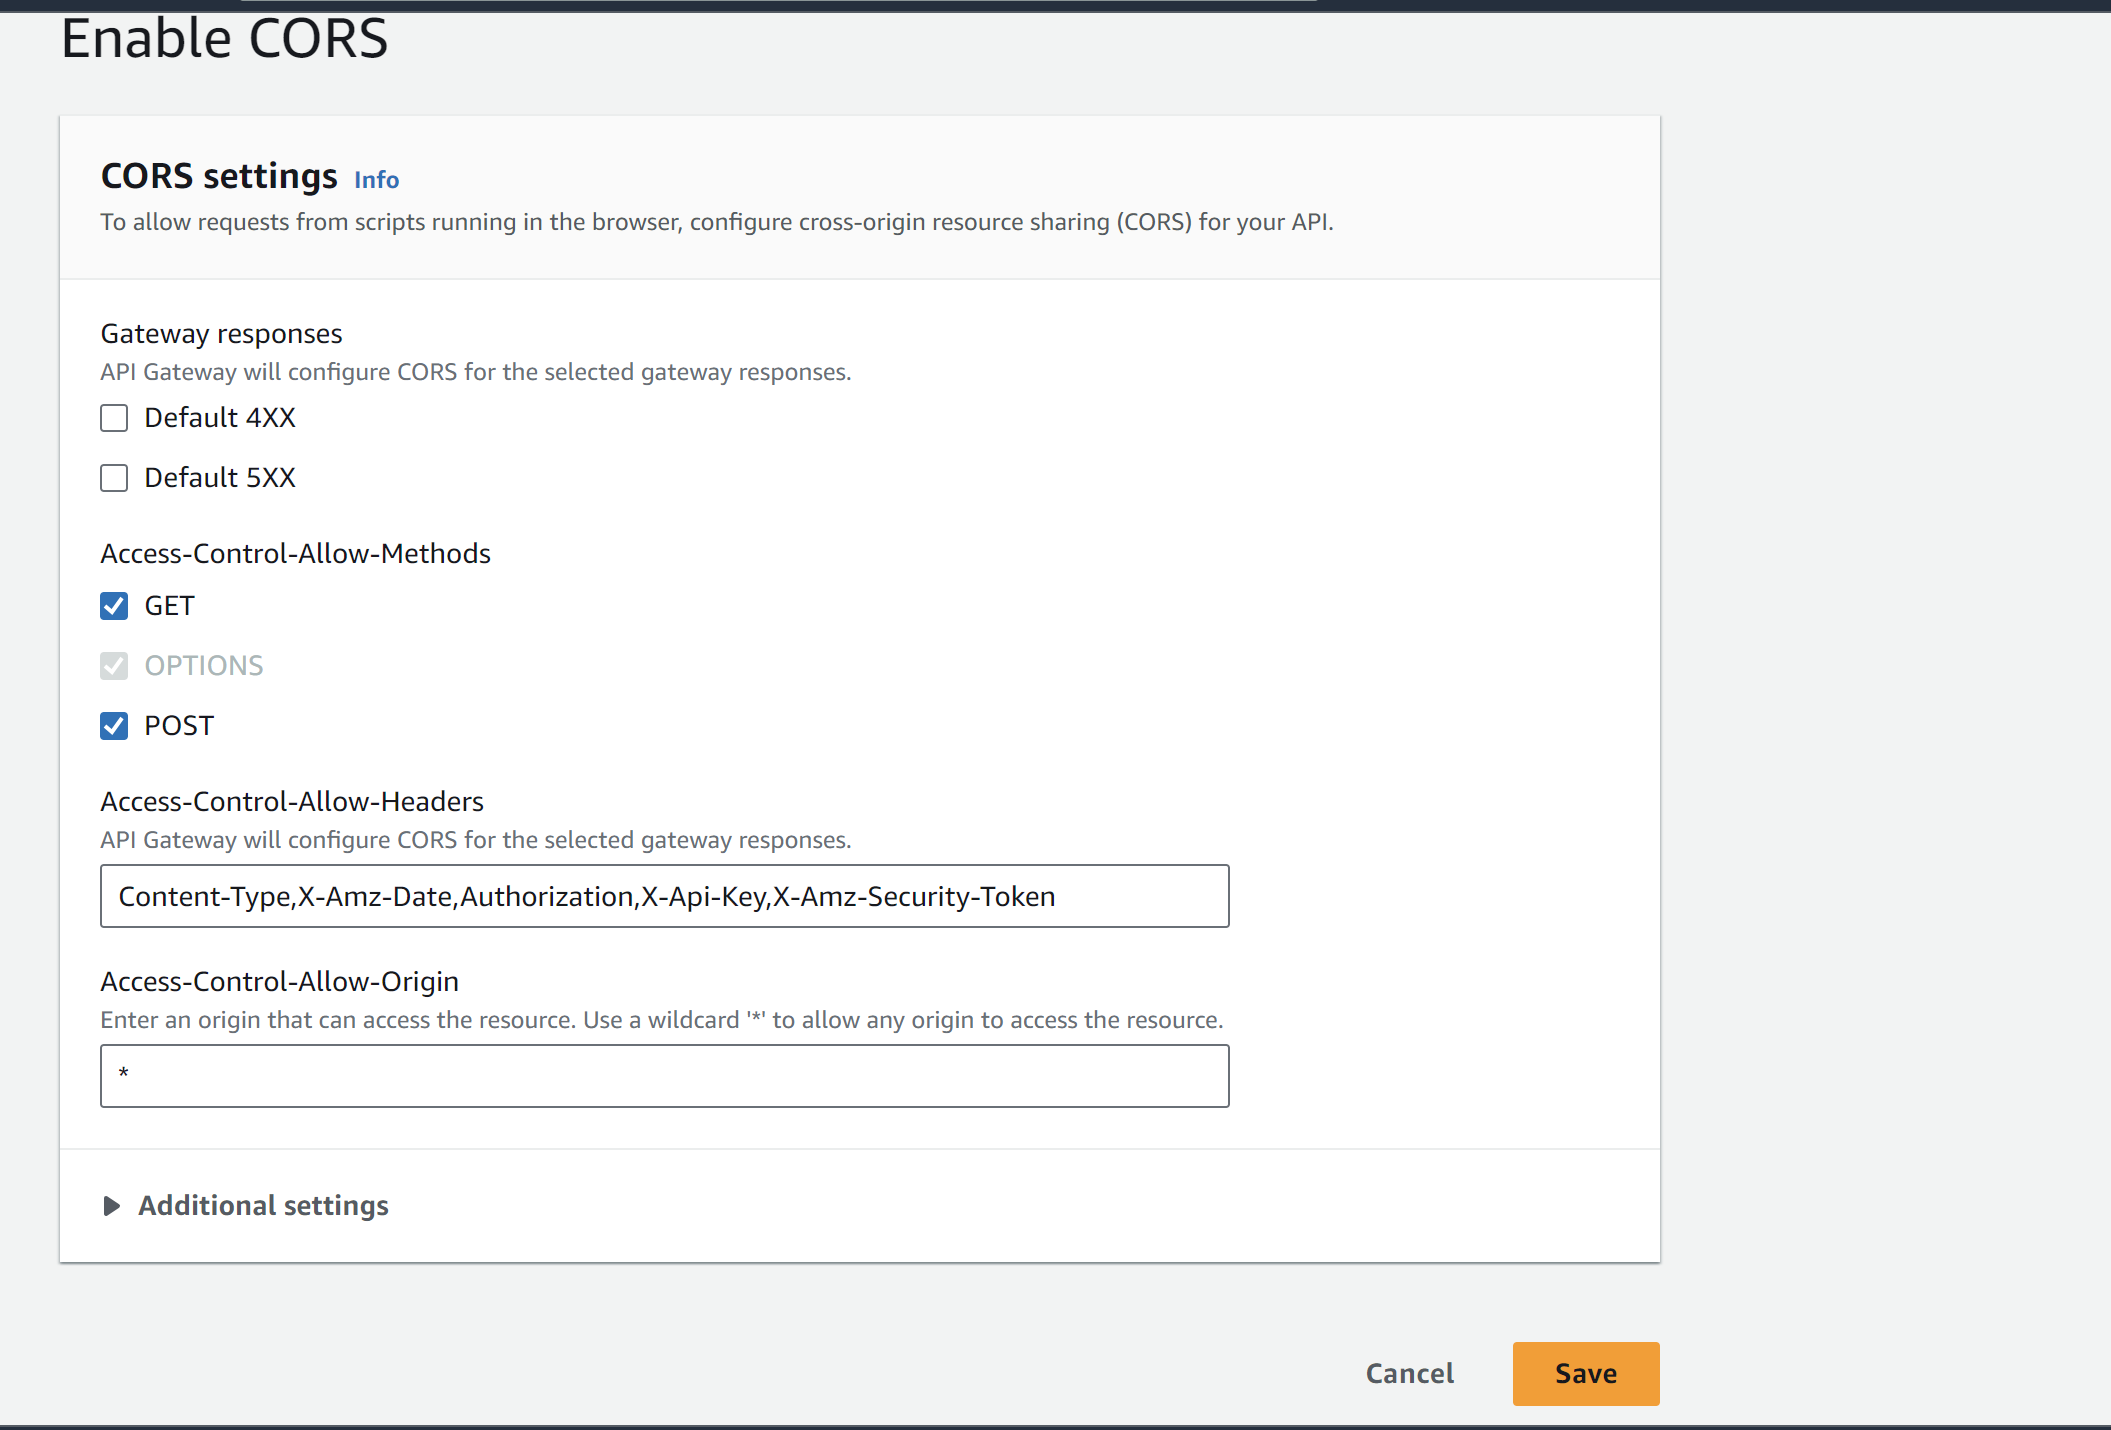 Enable CORS
CORS settings Info
To allow requests from scripts running in the browser, configure cross-origin resource sharing (CORS) for your API.
Gateway responses
API Gateway will configure CORS for the selected gateway responses.
Default 4XX
Default 5XX
Access-Control-Allow-Methods
GET
OPTIONS
POST
Access-Control-Allow-Headers
API Gateway will configure CORS for the selected gateway responses.
Content-Type,X-Amz-Date,Authorization,X-Api-Key,X-Amz-Security-Token
Access-Control-Allow-Origin
Enter an origin that can access the resource. Use a wildcard '*' to allow any origin to access the resource.
*
Additional settings
Cancel Save